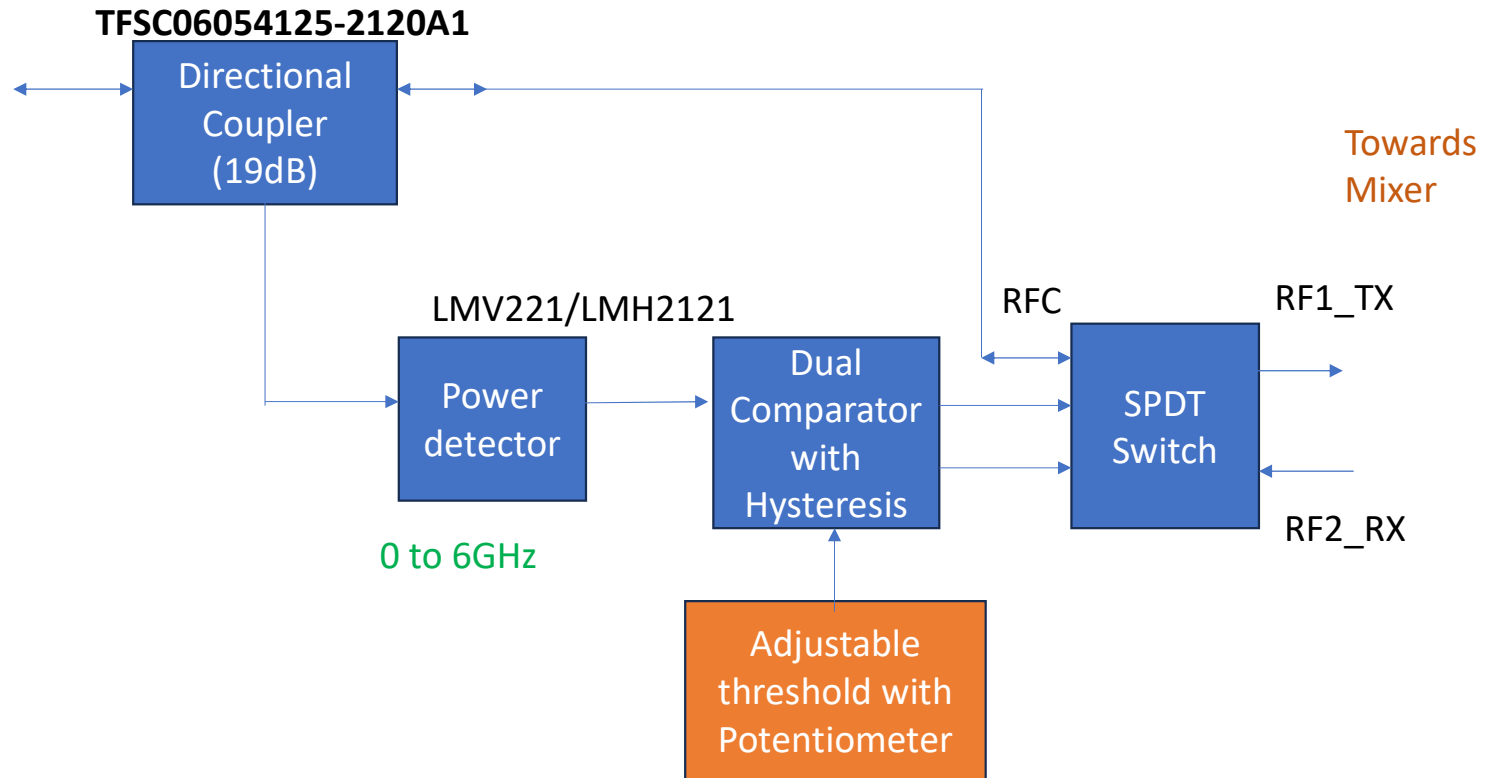 TFSC06054125-2120A1
Directional
Coupler
(19dB)
Towards
Mixer
LMV221/LMH2121
RFC
RF1_TX
Power
detector
Dual
Comparator
with
Hysteresis
SPDT
Switch
RF2_RX
0 to 6GHz
Adjustable
threshold with
Potentiometer